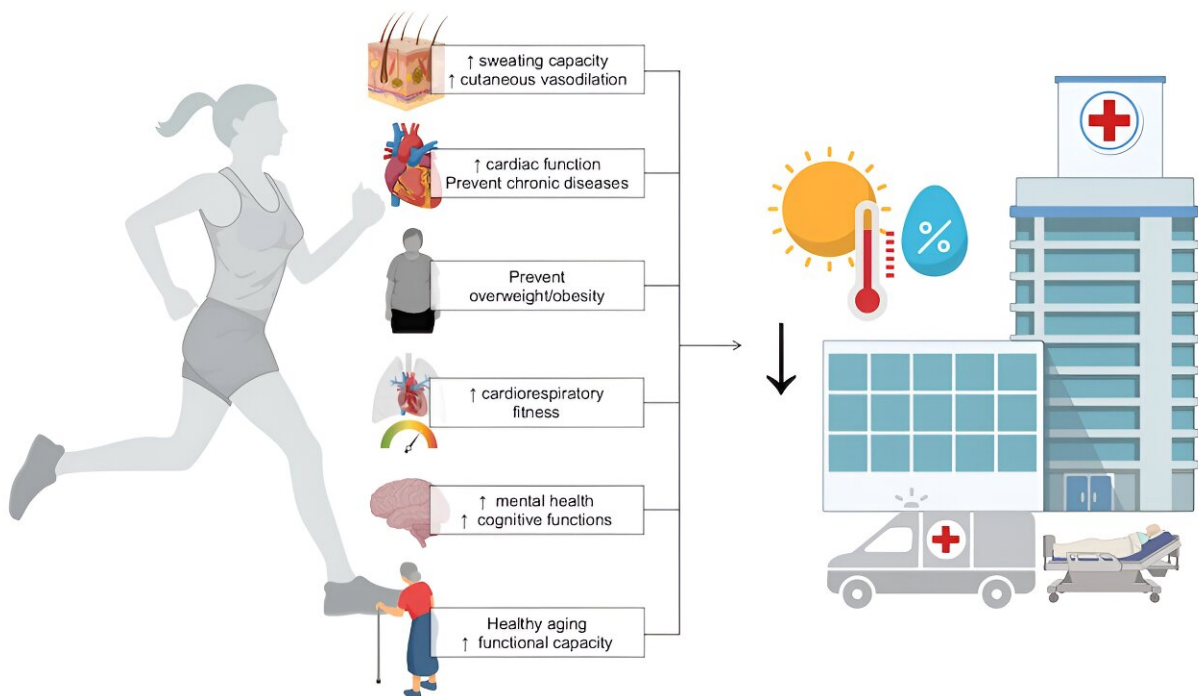 ↑ sweating capacity
↑ cutaneous vasodilation
↑ cardiac function
Prevent chronic diseases
Prevent
overweight/obesity
↑ cardiorespiratory
fitness
↑ mental health
↑ cognitive functions
Healthy aging
↑ functional capacity
%